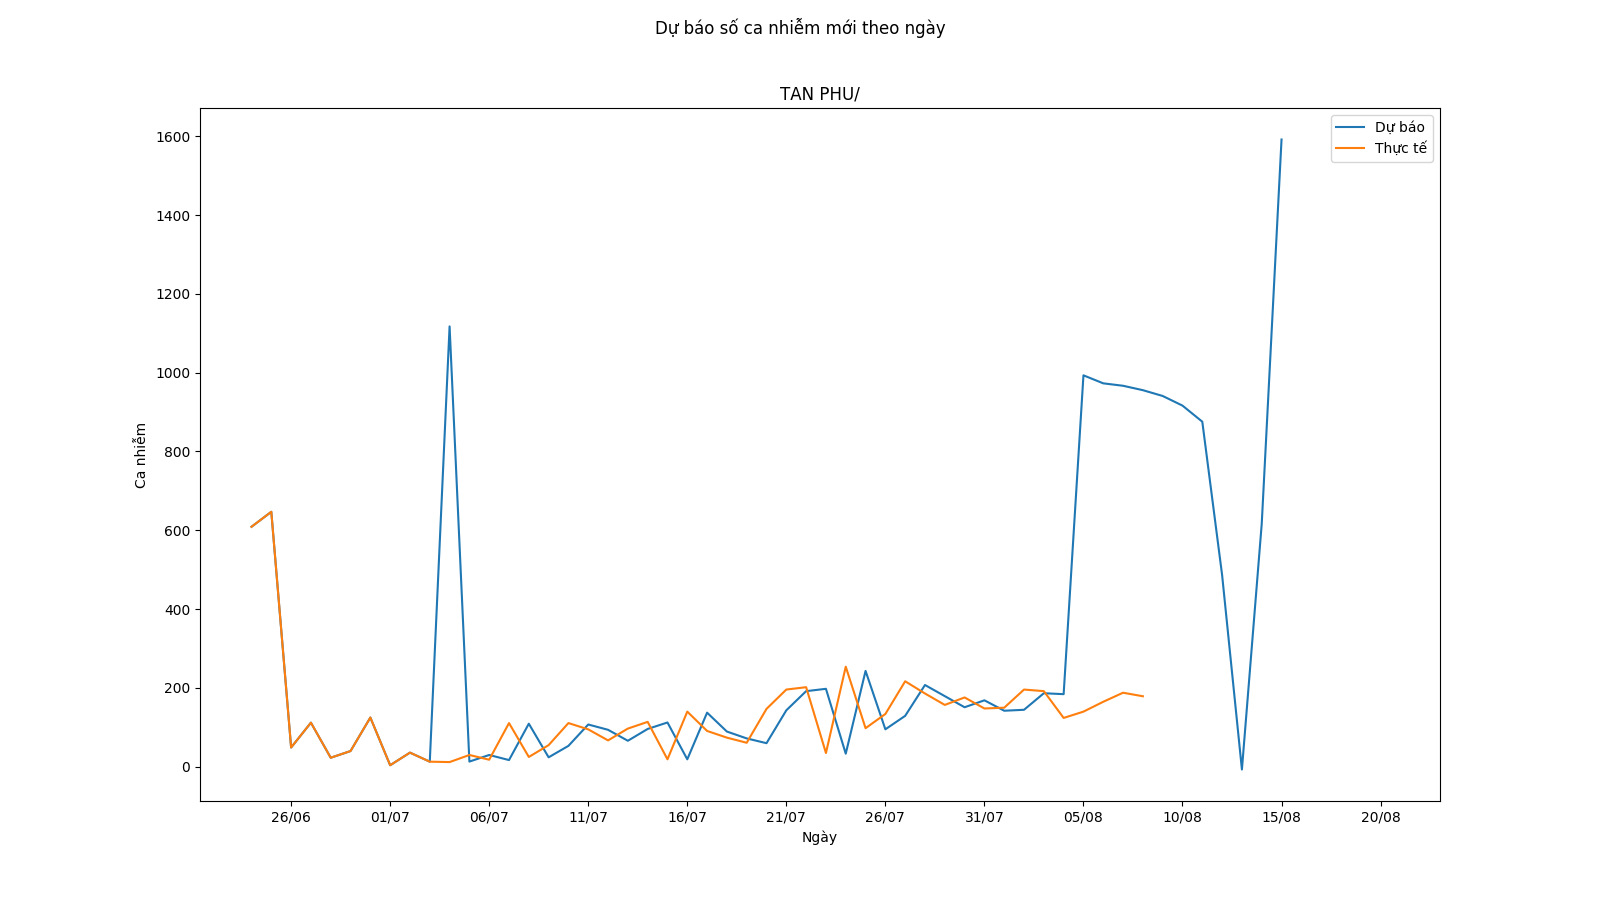 Dự báo số ca nhiễm mới theo ngày
TAN PHU/
Dự báo
Thực tế
1600
1400
1200
1000
800
600
400
200
0
Ca nhiễm
26/06 01/07 06/07 11/07 16/07 21/07 26/07 31/07 05/08 10/08 15/08 20/08
Ngày